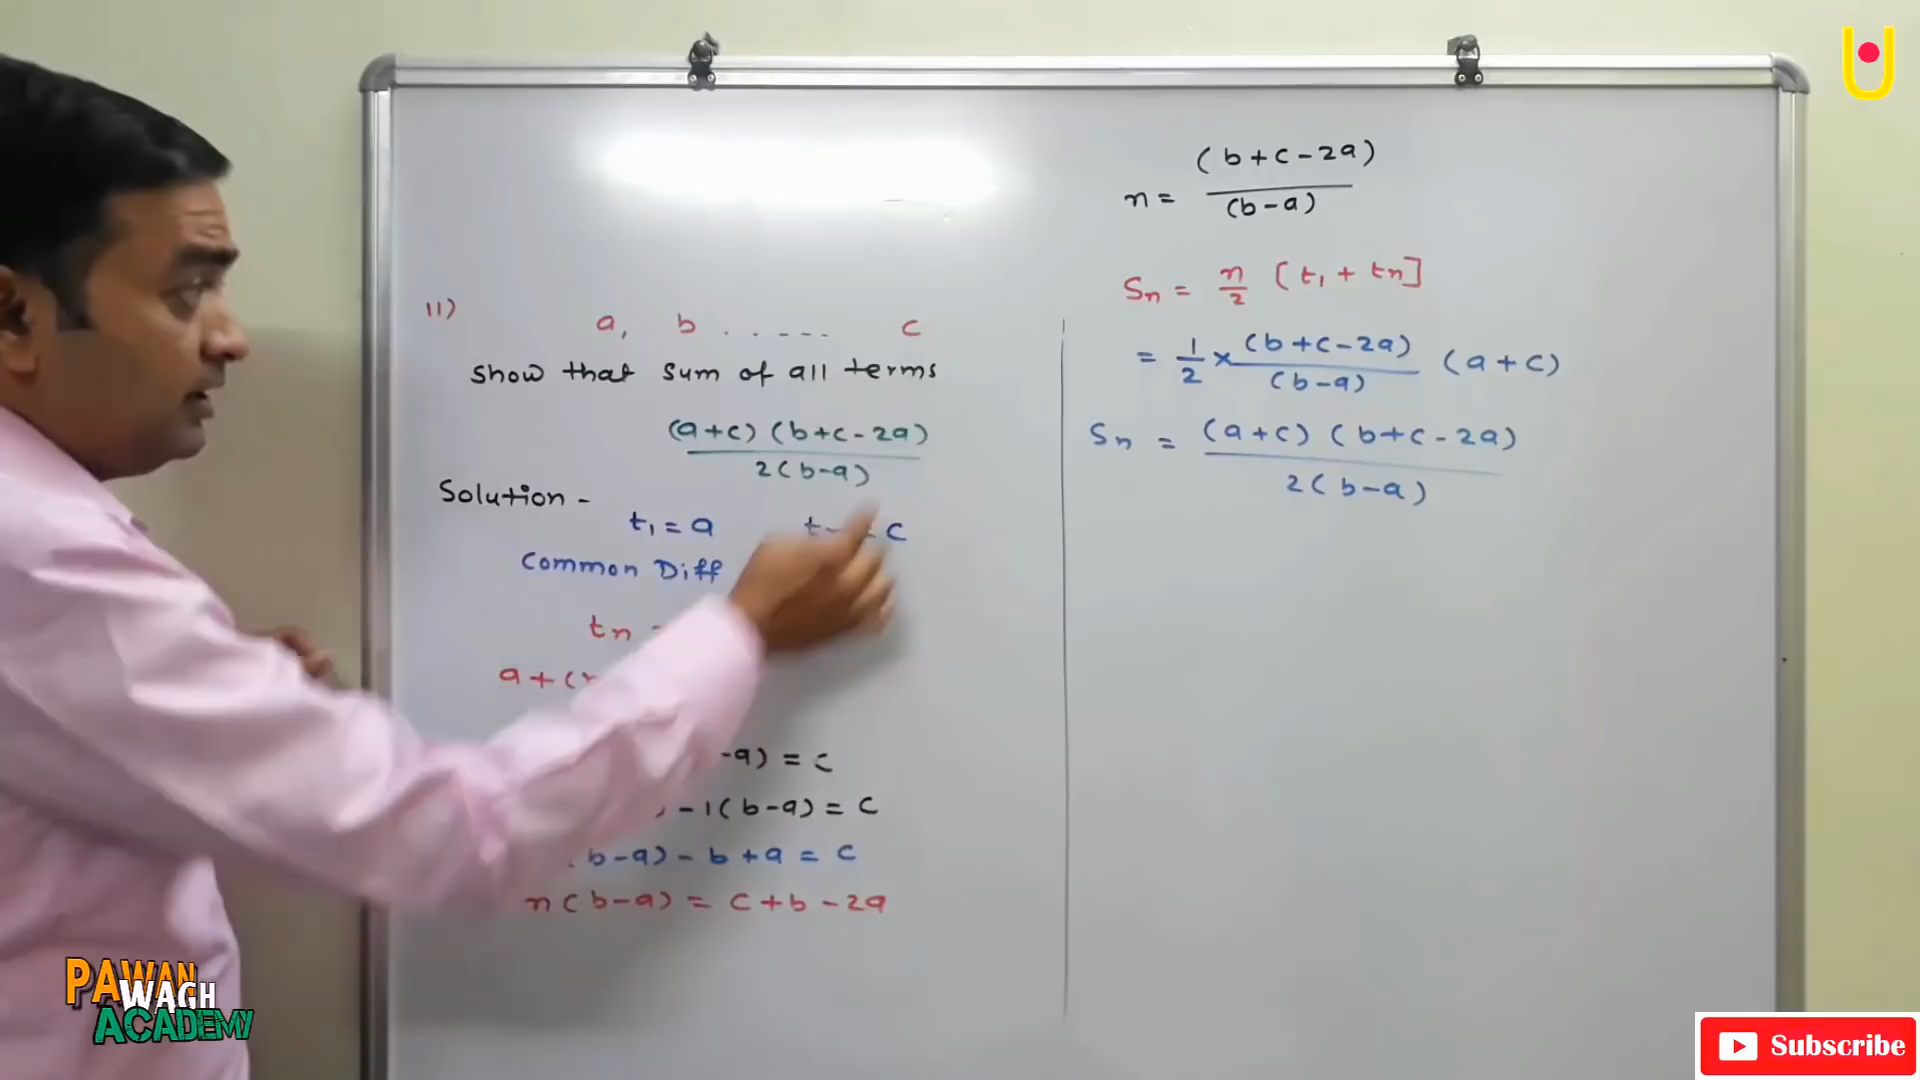 11)
a, b . . - - - . c
show that sum of all terms
(a+c) (b+c-2a)
2(b-a)
Solution -
t₁ = a = c
Common Diff
tn
a+(
-a) = c
-1(b-a) = c
b-a) - b + a = c
n(b-a) = c+b-2a
(b+c-2a)
n =
(b-a)
Sn = n/2 [t₁ + tn]
= 1/2 × (b+c-2a)/(b-a) (a+c)
Sn = (a+c) (b+c-2a)
2(b-a)
PAWAN
WAGH
ACADEMY
Subscribe